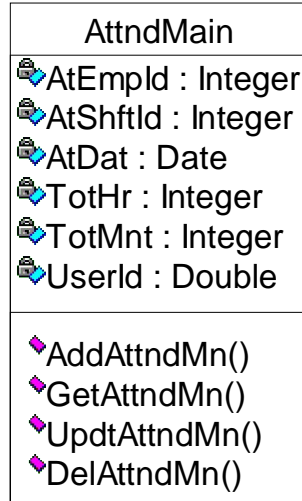 AttndMain
AtEmpId : Integer
AtShftId : Integer
AtDat : Date
TotHr : Integer
TotMnt : Integer
UserId : Double
AddAttndMn()
GetAttndMn()
UpdtAttndMn()
DelAttndMn()